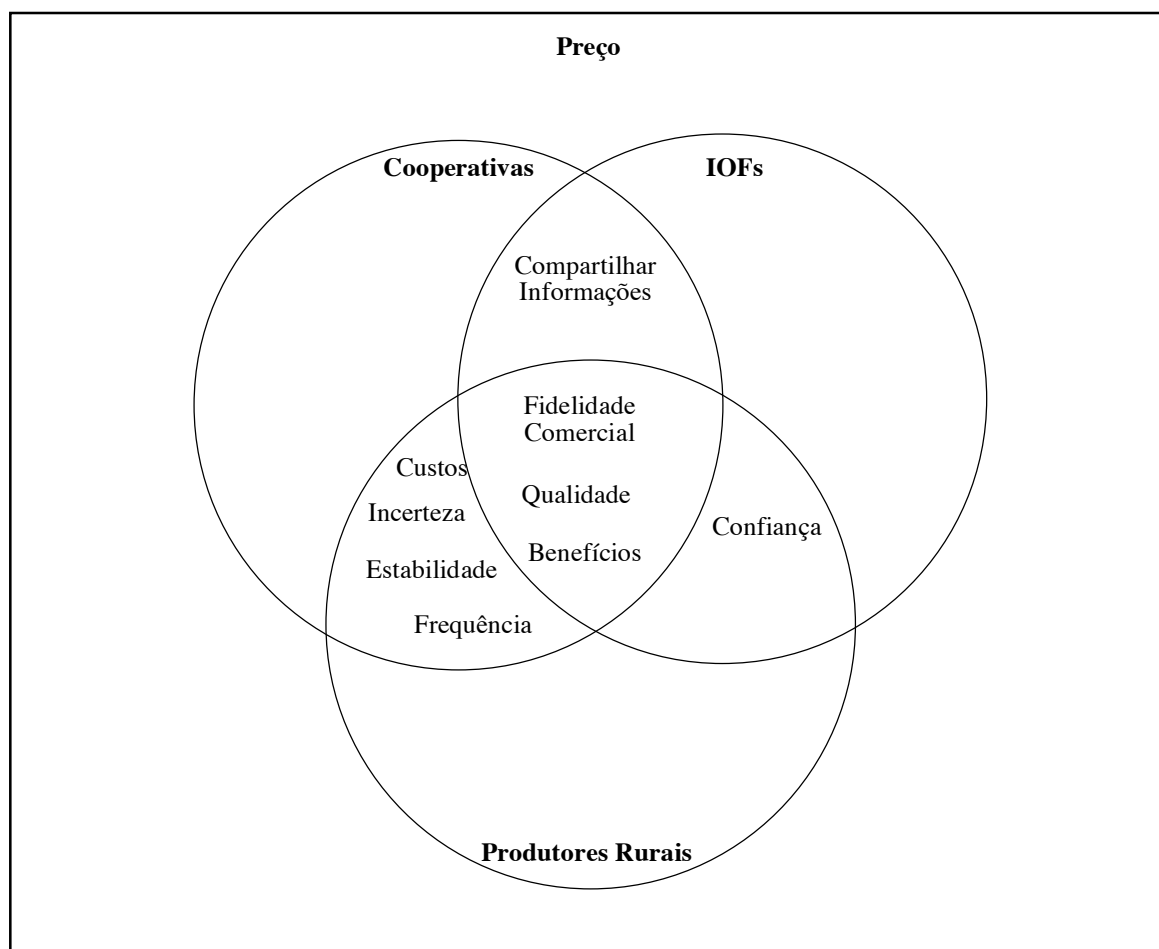 Preço
Cooperativas
IOFs
Compartilhar
Informações
Fidelidade
Comercial
Custos
Qualidade
Incerteza
Confiança
Benefícios
Estabilidade
Frequência
Produtores Rurais